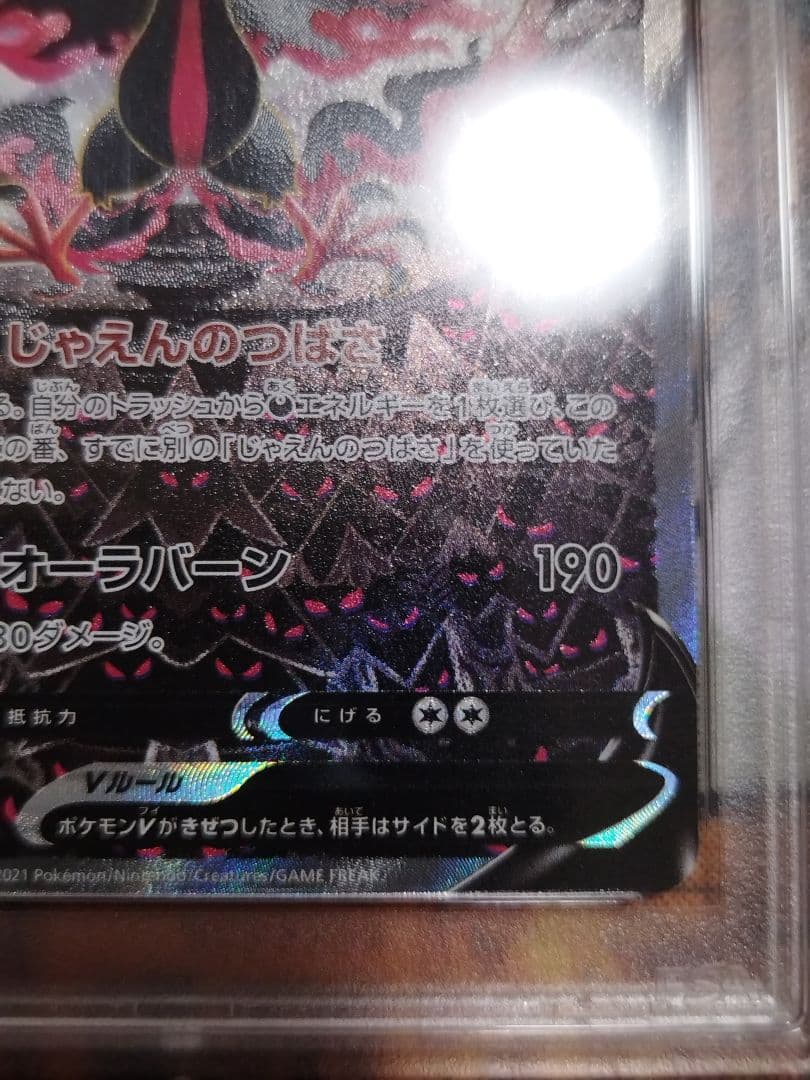 じゃえんのつばさ
る。自分のトラッシュからエネルギーを1枚選び、この
の番、すでに別の「じゃえんのつばさ」を使っていた
ない。
オーラバーン 190
30ダメージ。
抵抗力 にげる
Vルール
ポケモンVがきぜつしたとき、相手はサイドを2枚とる。
2021 Pokémon/Nintendo/Creatures/GAME FREAK